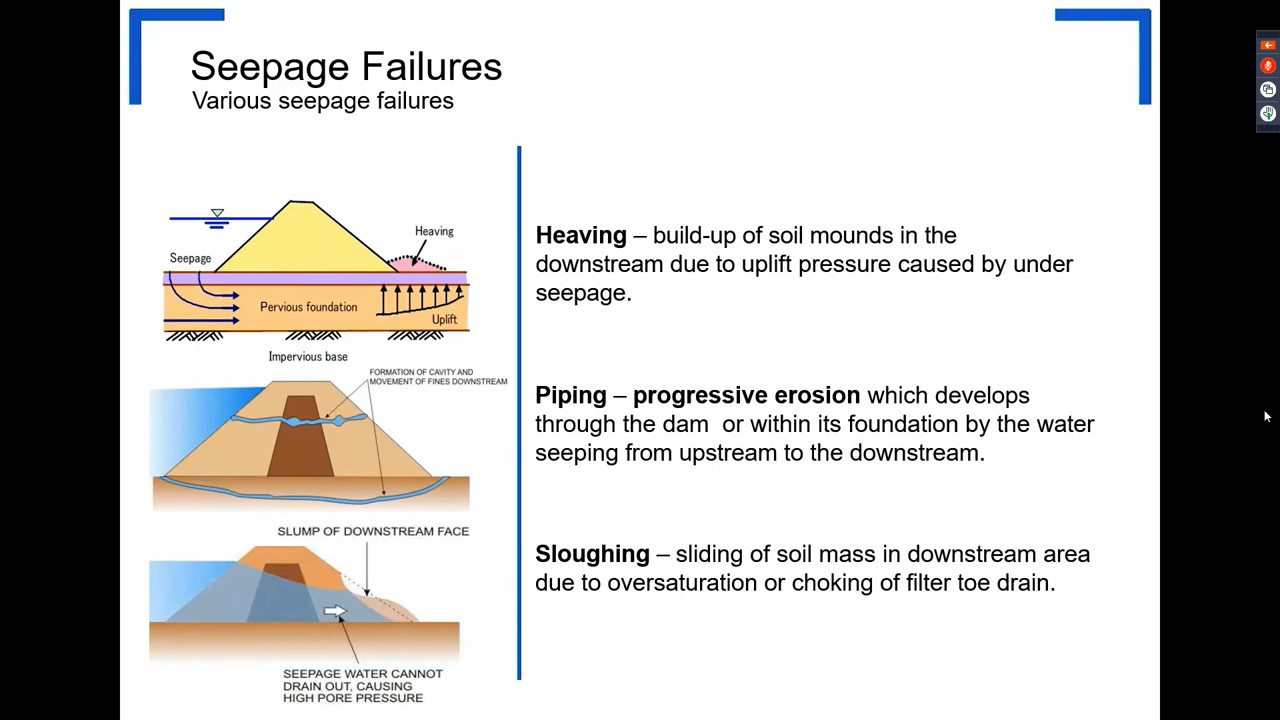 Seepage Failures
Various seepage failures
Heaving
Seepage
Pervious foundation
Uplift
Impervious base
FORMATION OF CAVITY AND
MOVEMENT OF FINES DOWNSTREAM
SLUMP OF DOWNSTREAM FACE
SEEPAGE WATER CANNOT
DRAIN OUT, CAUSING
HIGH PORE PRESSURE
Heaving – build-up of soil mounds in the
downstream due to uplift pressure caused by under
seepage.
Piping – progressive erosion which develops
through the dam or within its foundation by the water
seeping from upstream to the downstream.
Sloughing – sliding of soil mass in downstream area
due to oversaturation or choking of filter toe drain.